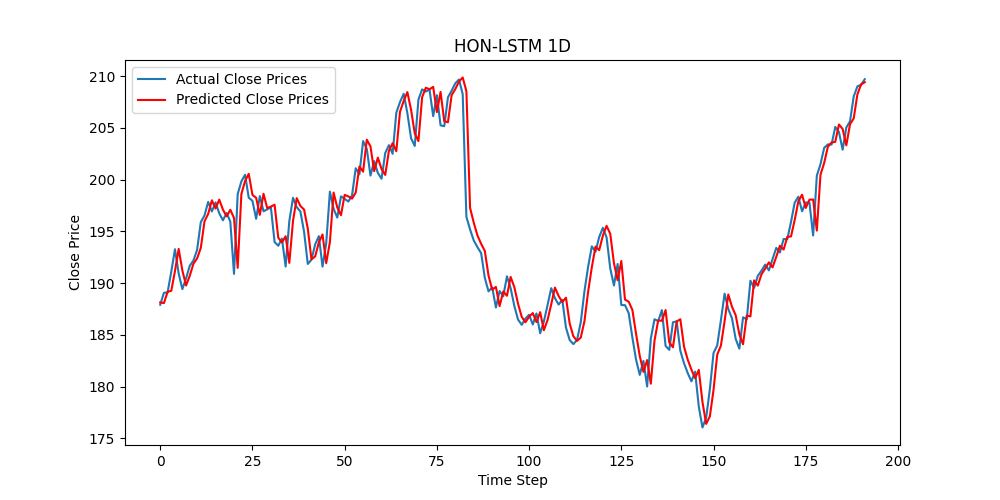 HON-LSTM 1D
Actual Close Prices
Predicted Close Prices
Close Price
210
205
200
195
190
185
180
175
0 25 50 75 100 125 150 175 200
Time Step